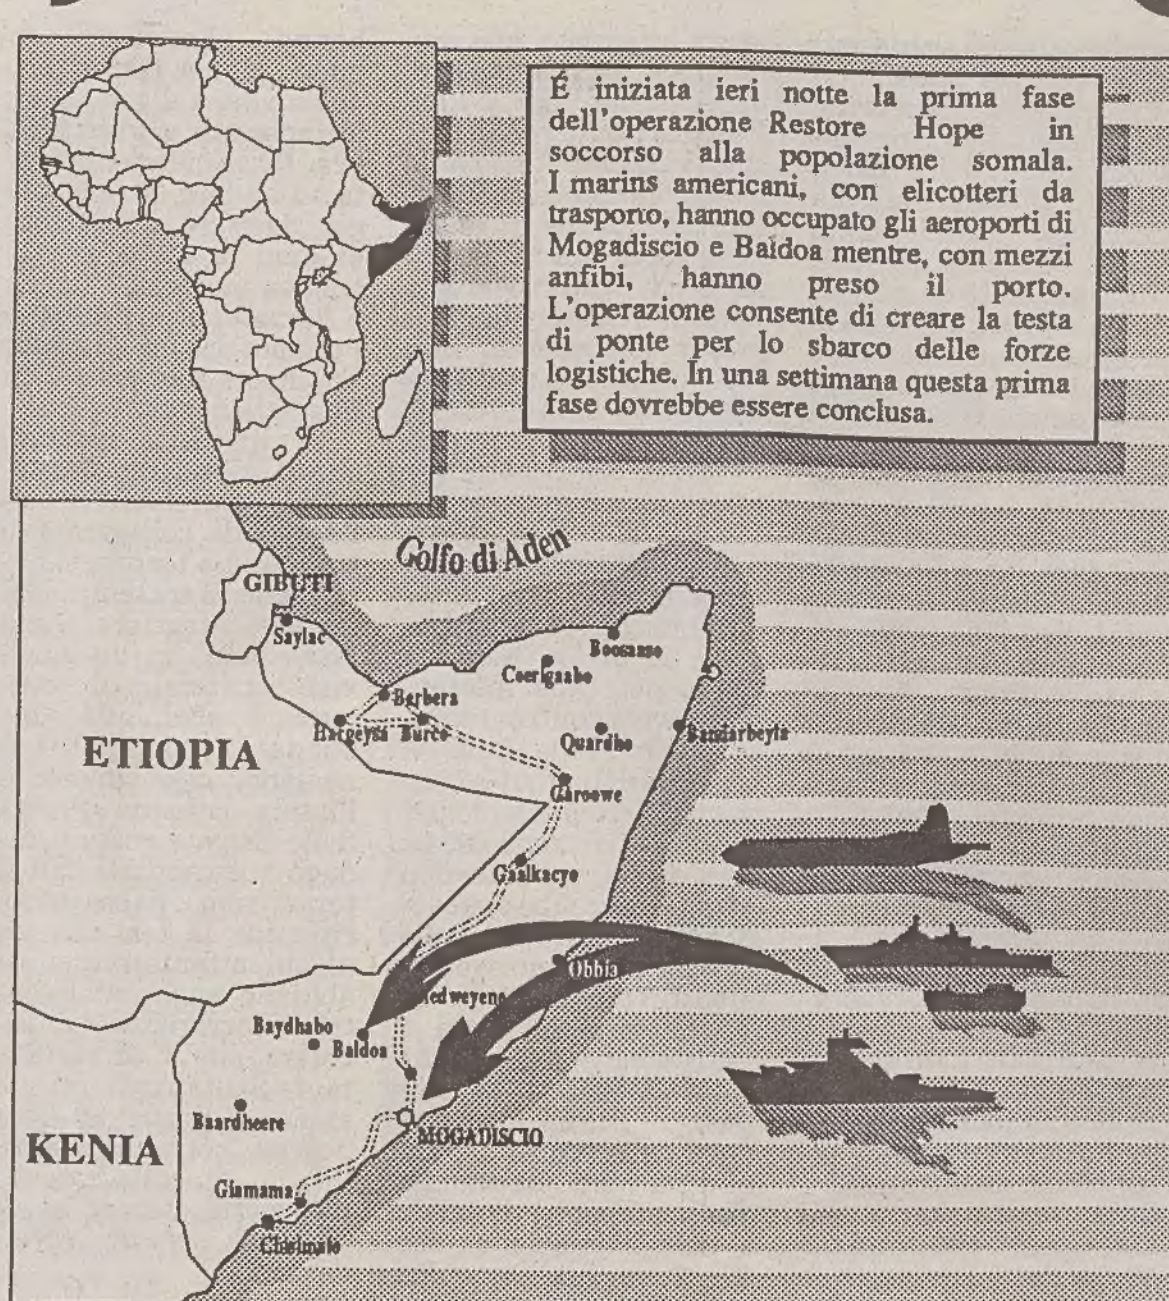 É iniziata ieri notte la prima fase
dell'operazione Restore Hope in
soccorso alla popolazione somala.
I marins americani, con elicotteri da
trasporto, hanno occupato gli aeroporti di
Mogadiscio e Baldoa mentre, con mezzi
anfibi, hanno preso il porto.
L'operazione consente di creare la testa
di ponte per lo sbarco delle forze
logistiche. In una settimana questa prima
fase dovrebbe essere conclusa.
Golfo di Aden
GIBUTI
Saylac
Boosaaso
Coerigaabo
Berbera
Hargeysa
Burco
Quardho
Bandarbeyla
ETIOPIA
Garoowe
Gaalkacyo
Obbia
Baydhabo
Baldoa
Baardheere
MOGADISCIO
KENIA
Giamama